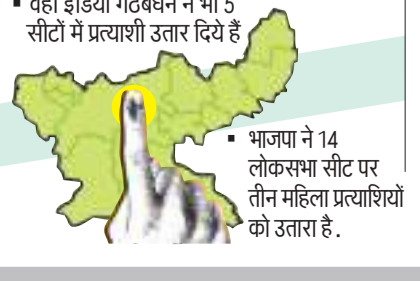 ▪ वहीं इंडिया गठबंधन ने भी 5
सीटों में प्रत्याशी उतार दिये हैं
▪ भाजपा ने 14
लोकसभा सीट पर
तीन महिला प्रत्याशियों
को उतारा है.